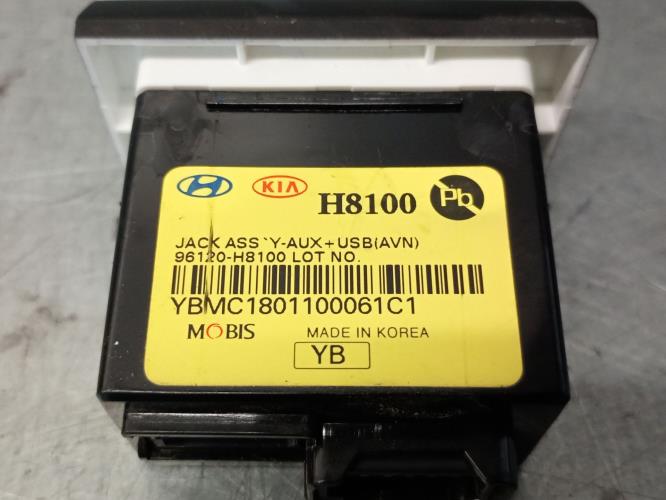 KIA H8100 Pb
JACK ASS`Y-AUX+USB(AVN)
96120-H8100 LOT NO.
YBMC1801100061C1
MOBIS MADE IN KOREA
YB